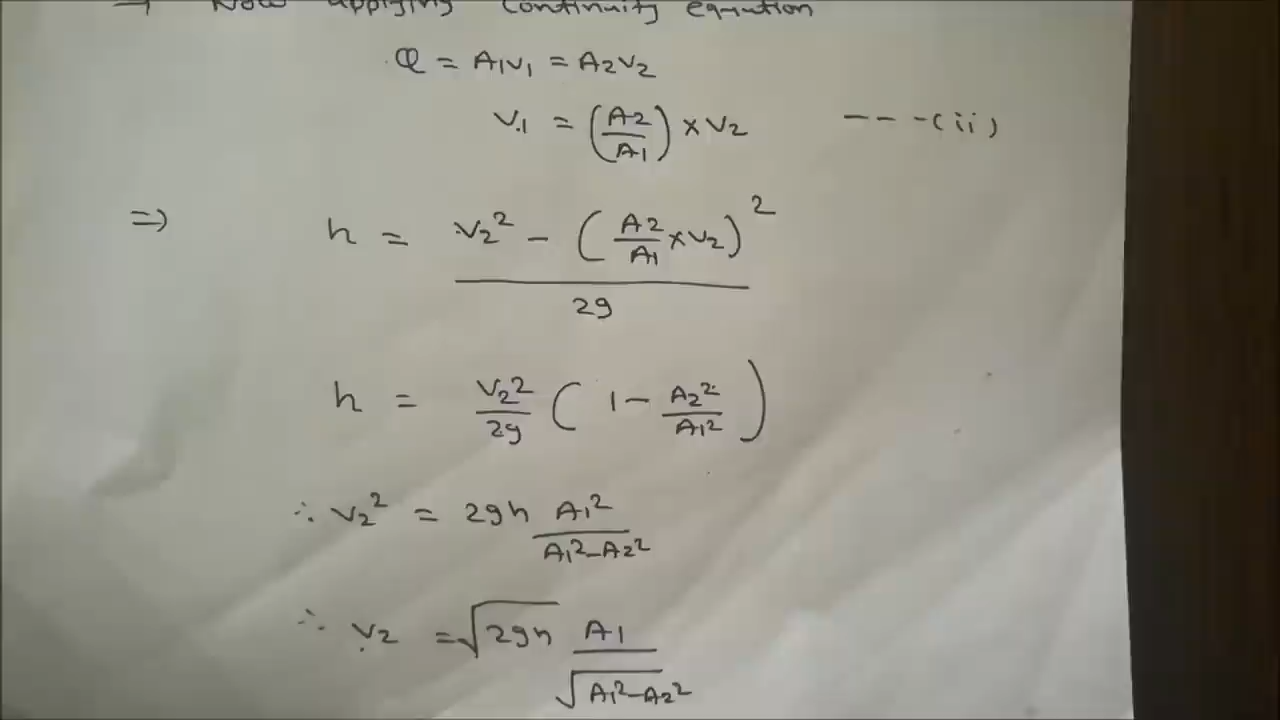 → Now applying continuity equation
Q = A₁V₁ = A₂V₂
V₁ = (A₂/A₁) × V₂ ---(ii)
⇒ h = (V₂² - (A₂/A₁ × V₂)²)/2g
h = V₂²/2g (1 - A₂²/A₁²)
∴ V₂² = 2gh A₁²/(A₁² - A₂²)
∴ V₂ = √(2gh) A₁/√(A₁² - A₂²)